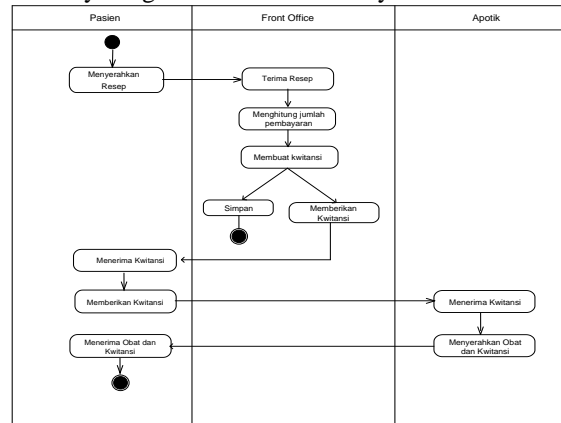 Pasien
Front Office
Apotik
Menyerahkan
Resep
Terima Resep
Menghitung jumlah
pembayaran
Membuat kwitansi
Simpan
Memberikan
Kwitansi
Menerima Kwitansi
Memberikan Kwitansi
Menerima Kwitansi
Menerima Obat dan
Kwitansi
Menyerahkan Obat
dan Kwitansi